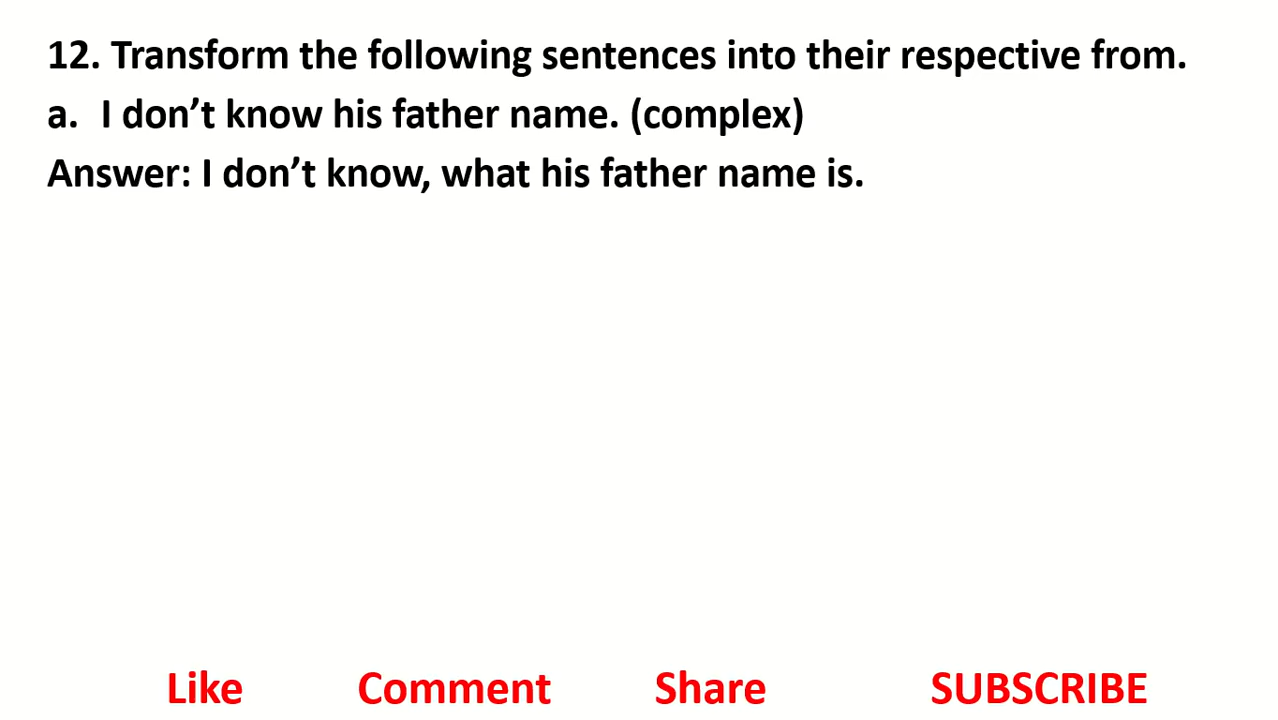 12. Transform the following sentences into their respective from.
a. I don’t know his father name. (complex)
Answer: I don’t know, what his father name is.
Like Comment Share SUBSCRIBE